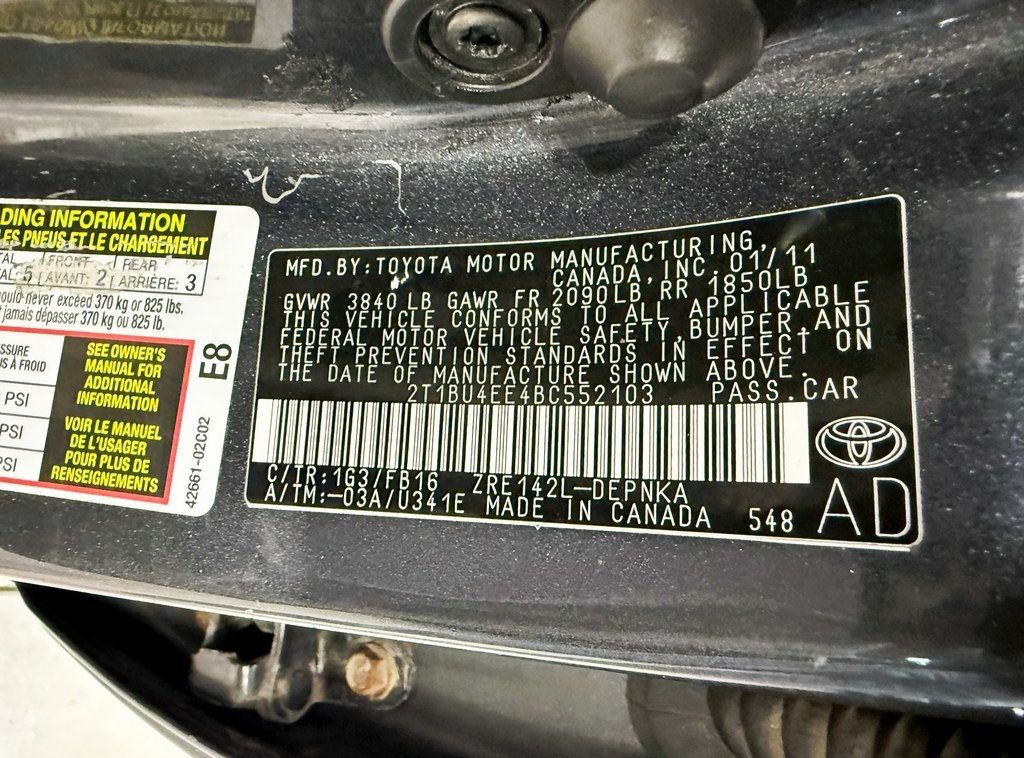 DING INFORMATION
LES PNEUS ET LE CHARGEMENT
FRONT REAR
5 AVANT: 2 ARRIÈRE: 3
never exceed 370 kg or 825 lbs.
jamais dépasser 370 kg ou 825 lb.
À FROID
PSI
PSI
PSI
SEE OWNER'S
MANUAL FOR
ADDITIONAL
INFORMATION
VOIR LE MANUEL
DE L'USAGER
POUR PLUS DE
RENSEIGNEMENTS
E8
42661-02C02
MFD.BY:TOYOTA MOTOR MANUFACTURING,
CANADA,INC.01/11
GVWR 3840LB GAWR FR 2090LB RR 1850LB
THIS VEHICLE CONFORMS TO ALL APPLICABLE
FEDERAL MOTOR VEHICLE SAFETY,BUMPER,AND
THEFT PREVENTION STANDARDS IN EFFECT ON
THE DATE OF MANUFACTURE SHOWN ABOVE.
2T1BU4EE4BC552103 PASS.CAR
C/TR:1G3/FB16 ZRE142L-DEPNKA
A/TM:-03A/U341E MADE IN CANADA 548
AD